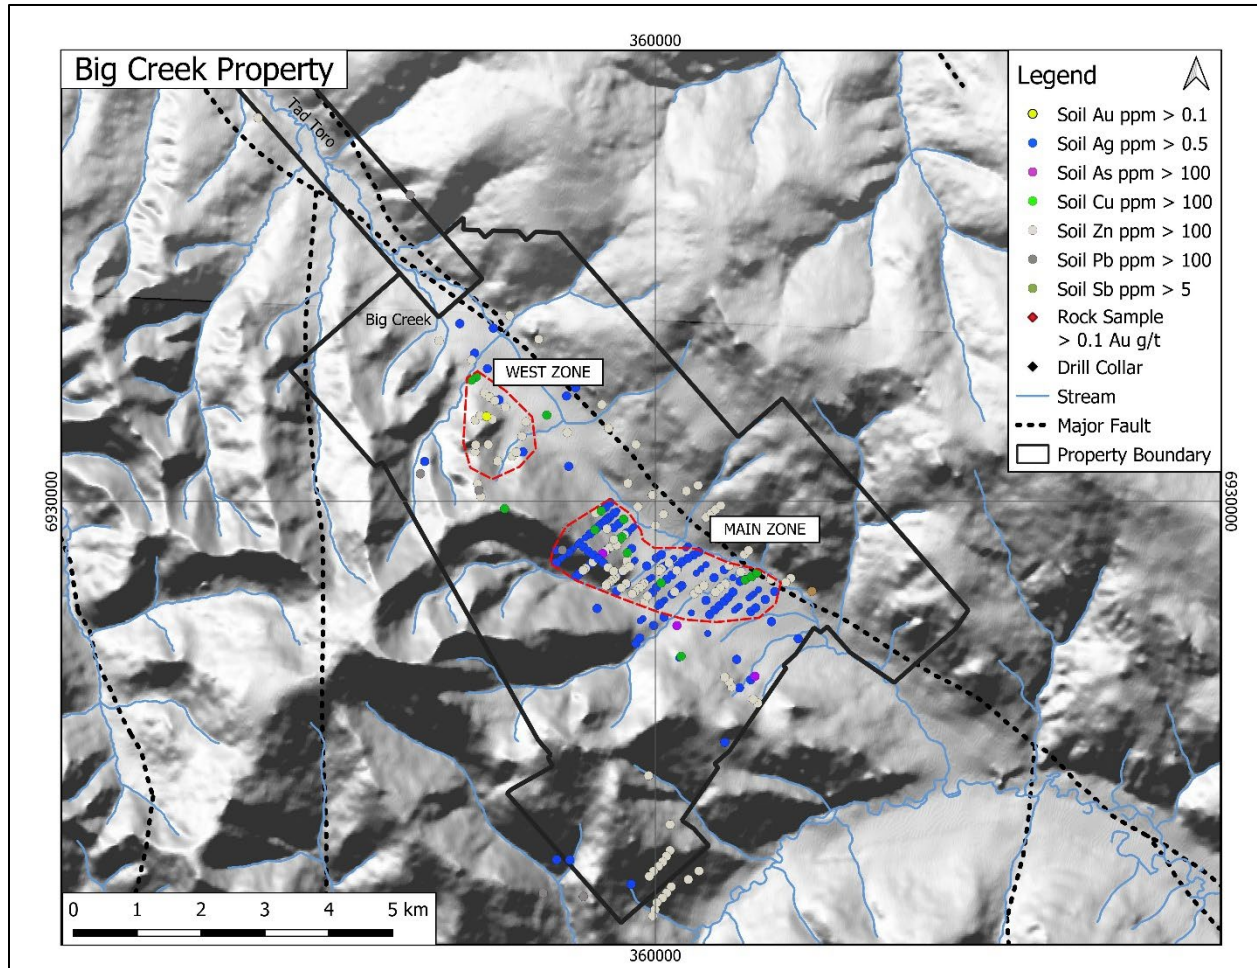 360000
Big Creek Property
Tad Toro
Big Creek
WEST ZONE
MAIN ZONE
6930000
6930000
Legend
Soil Au ppm > 0.1
Soil Ag ppm > 0.5
Soil As ppm > 100
Soil Cu ppm > 100
Soil Zn ppm > 100
Soil Pb ppm > 100
Soil Sb ppm > 5
Rock Sample
> 0.1 Au g/t
Drill Collar
Stream
Major Fault
Property Boundary
0 1 2 3 4 5 km
360000